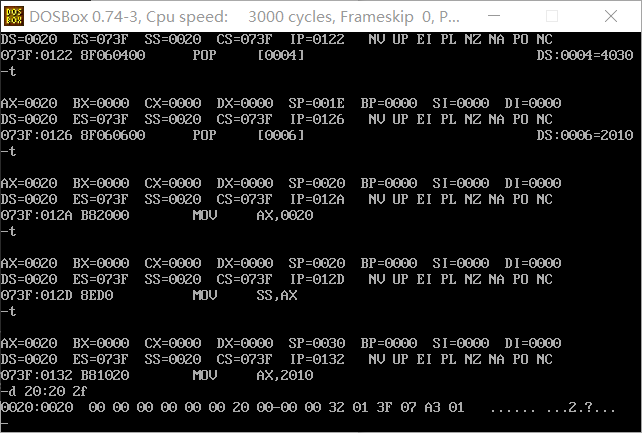 DOSBox 0.74-3, Cpu speed:    3000 cycles, Frameskip  0, P...
DS=0020  ES=073F  SS=0020  CS=073F  IP=0122   NV UP EI PL NZ NA PO NC
073F:0122 8F060400      POP     [0004]                             DS:0004=4030
-t
AX=0020  BX=0000  CX=0000  DX=0000  SP=001E  BP=0000  SI=0000  DI=0000
DS=0020  ES=073F  SS=0020  CS=073F  IP=0126   NV UP EI PL NZ NA PO NC
073F:0126 8F060600      POP     [0006]                             DS:0006=2010
-t
AX=0020  BX=0000  CX=0000  DX=0000  SP=0020  BP=0000  SI=0000  DI=0000
DS=0020  ES=073F  SS=0020  CS=073F  IP=012A   NV UP EI PL NZ NA PO NC
073F:012A B82000        MOV     AX,0020
-t
AX=0020  BX=0000  CX=0000  DX=0000  SP=0020  BP=0000  SI=0000  DI=0000
DS=0020  ES=073F  SS=0020  CS=073F  IP=012D   NV UP EI PL NZ NA PO NC
073F:012D 8ED0          MOV     SS,AX
-t
AX=0020  BX=0000  CX=0000  DX=0000  SP=0030  BP=0000  SI=0000  DI=0000
DS=0020  ES=073F  SS=0020  CS=073F  IP=0132   NV UP EI PL NZ NA PO NC
073F:0132 B81020        MOV     AX,2010
-d 20:20 2f
0020:0020  00 00 00 00 00 00 20 00-00 00 32 01 3F 07 A3 01   ...... ...2.?...
-